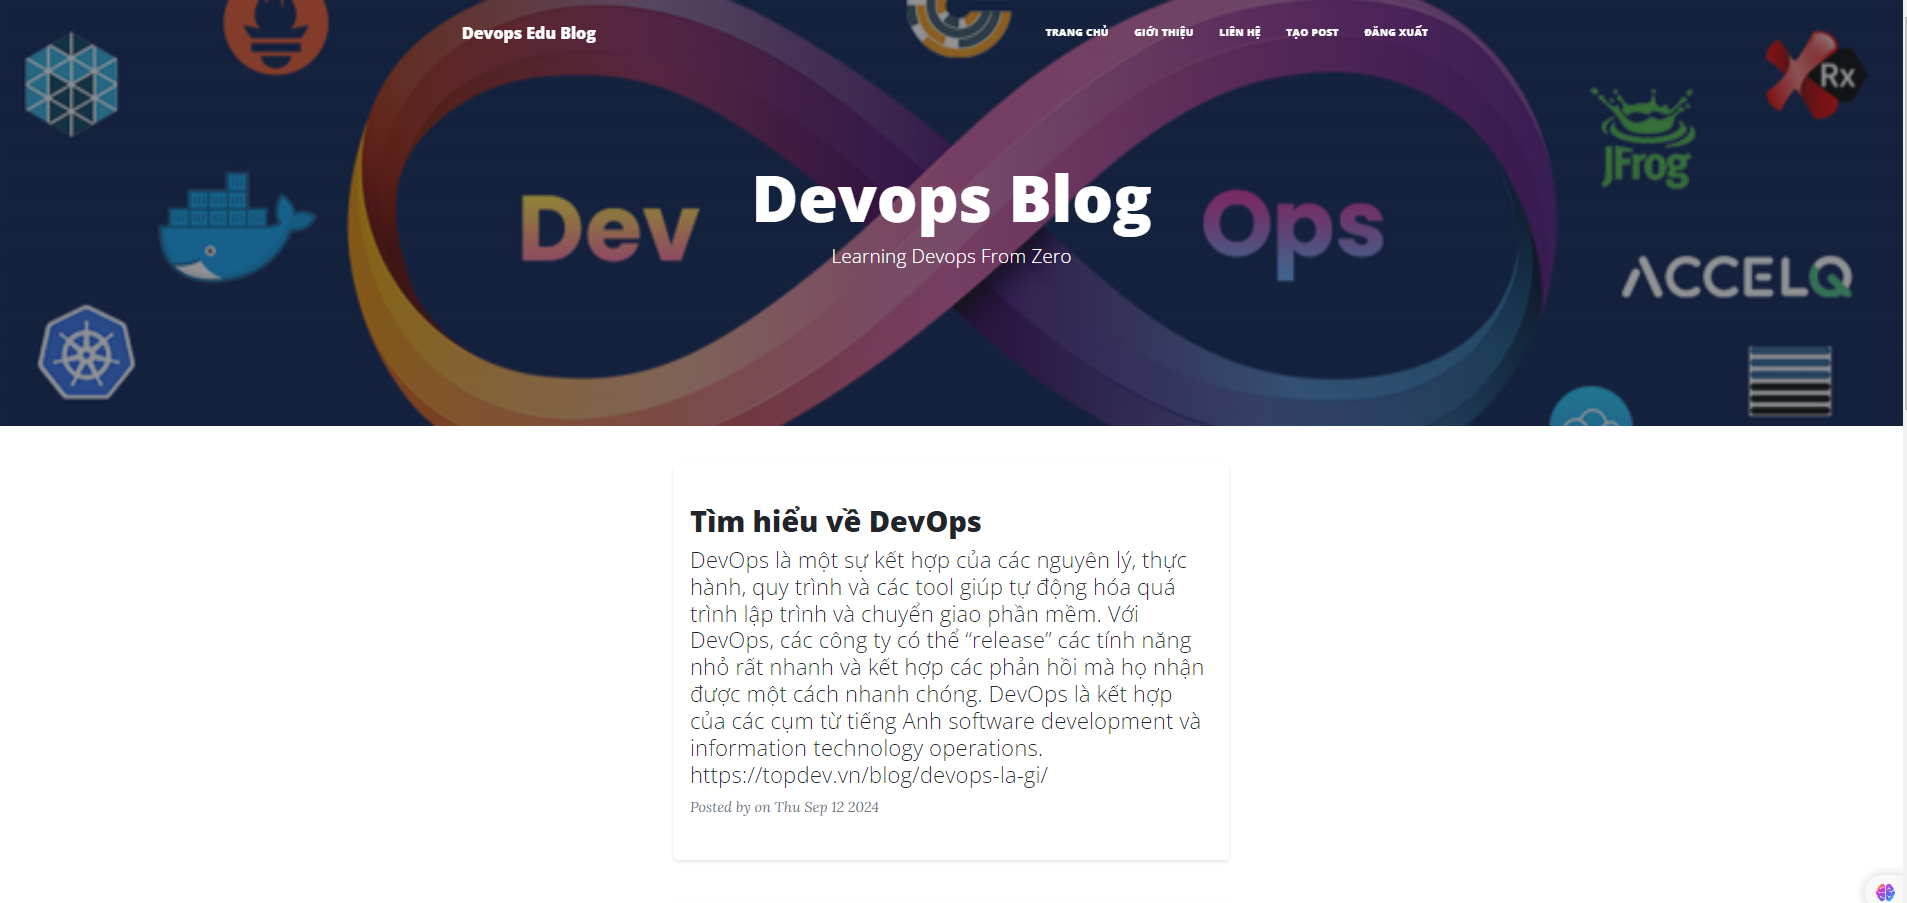 Devops Edu Blog
TRANG CHỦ GIỚI THIỆU LIÊN HỆ TẠO POST ĐĂNG XUẤT
Rx
JFrog
Dev
Devops Blog
Ops
Learning Devops From Zero
ACCELQ
Tìm hiểu về DevOps
DevOps là một sự kết hợp của các nguyên lý, thực
hành, quy trình và các tool giúp tự động hóa quá
trình lập trình và chuyển giao phần mềm. Với
DevOps, các công ty có thể “release” các tính năng
nhỏ rất nhanh và kết hợp các phản hồi mà họ nhận
được một cách nhanh chóng. DevOps là kết hợp
của các cụm từ tiếng Anh software development và
information technology operations.
https://topdev.vn/blog/devops-la-gi/
Posted by on Thu Sep 12 2024